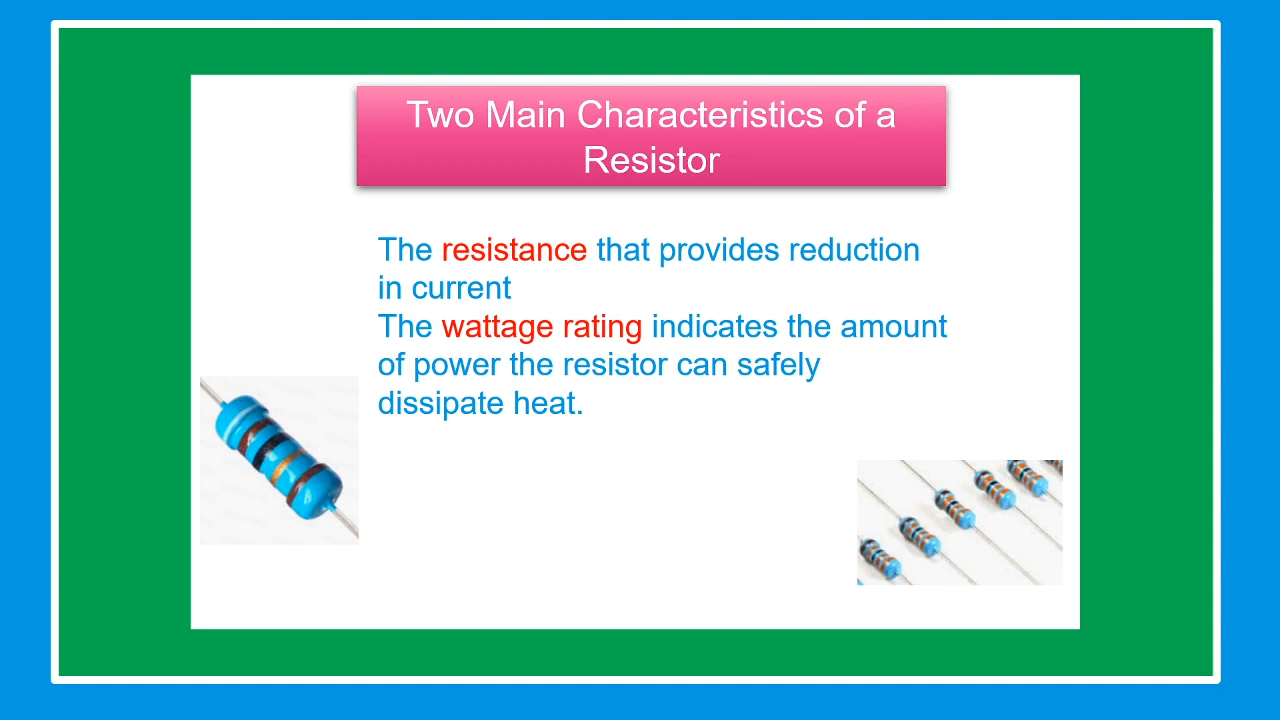 Two Main Characteristics of a
Resistor
The resistance that provides reduction
in current
The wattage rating indicates the amount
of power the resistor can safely
dissipate heat.